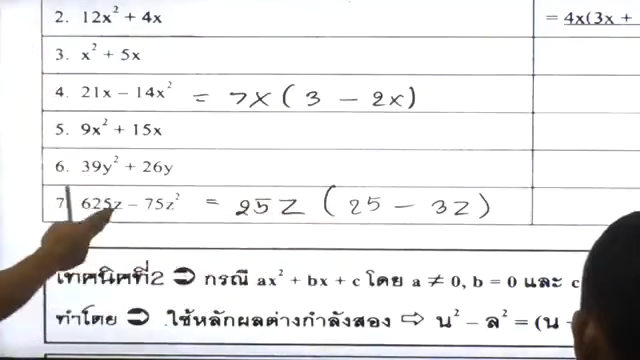 2. 12x² + 4x = 4x(3x +
3. x² + 5x
4. 21x – 14x² = 7x ( 3 – 2x )
5. 9x² + 15x
6. 39y² + 26y
7. 625z – 75z² = 25z ( 25 – 3z )
เทคนิคที่2 ⮊ กรณี ax² + bx + c โดย a ≠ 0, b = 0 และ c
ทำโดย ⮊ .ใช้หลักผลต่างกำลังสอง ⇨ น² – ล² = (น